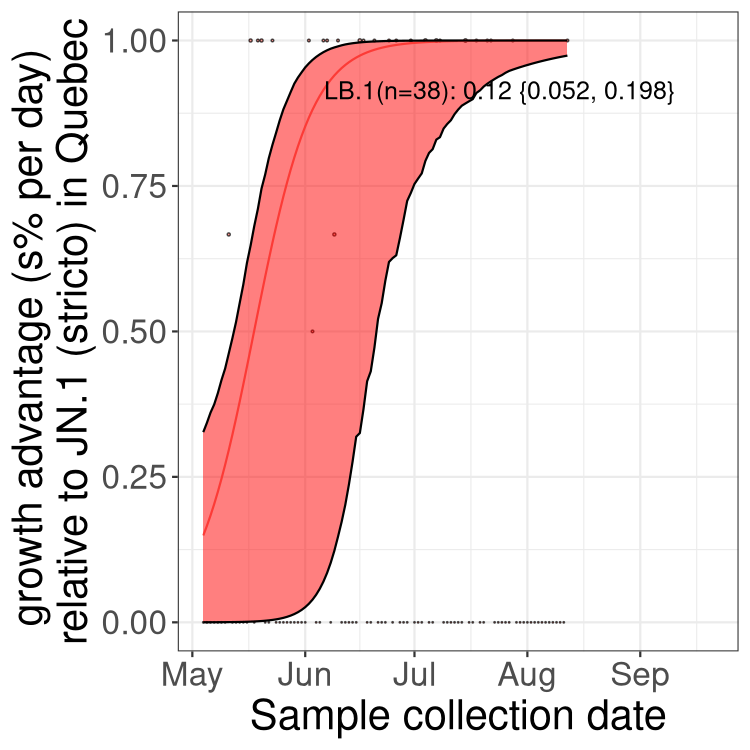 growth advantage (s% per day)
relative to JN.1 (stricto) in Quebec
1.00
0.75
0.50
0.25
0.00
LB.1(n=38): 0.12 {0.052, 0.198}
May Jun Jul Aug Sep
Sample collection date